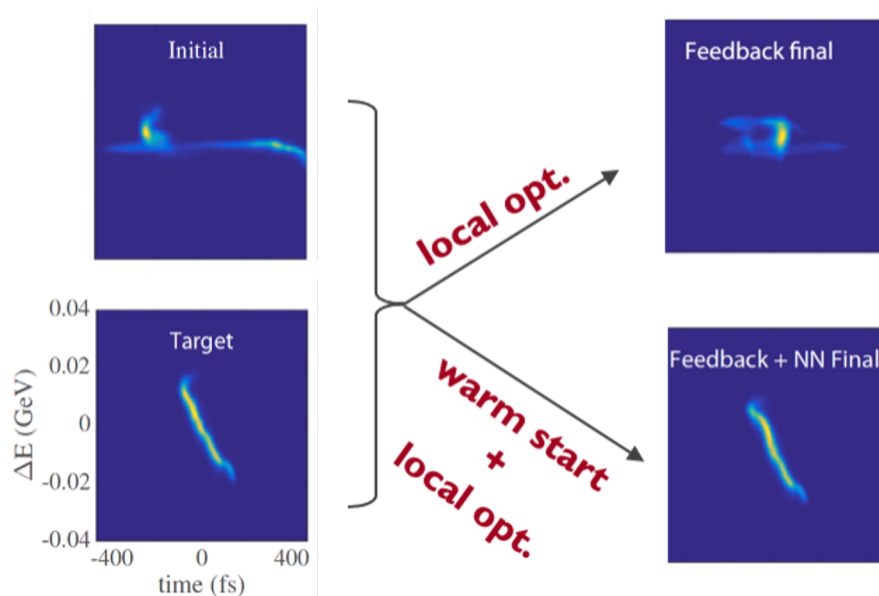 Initial
Feedback final
local opt.
Target
0.04
0.02
0
-0.02
-0.04
ΔE (GeV)
-400
0
400
time (fs)
warm start
+
local opt.
Feedback + NN Final